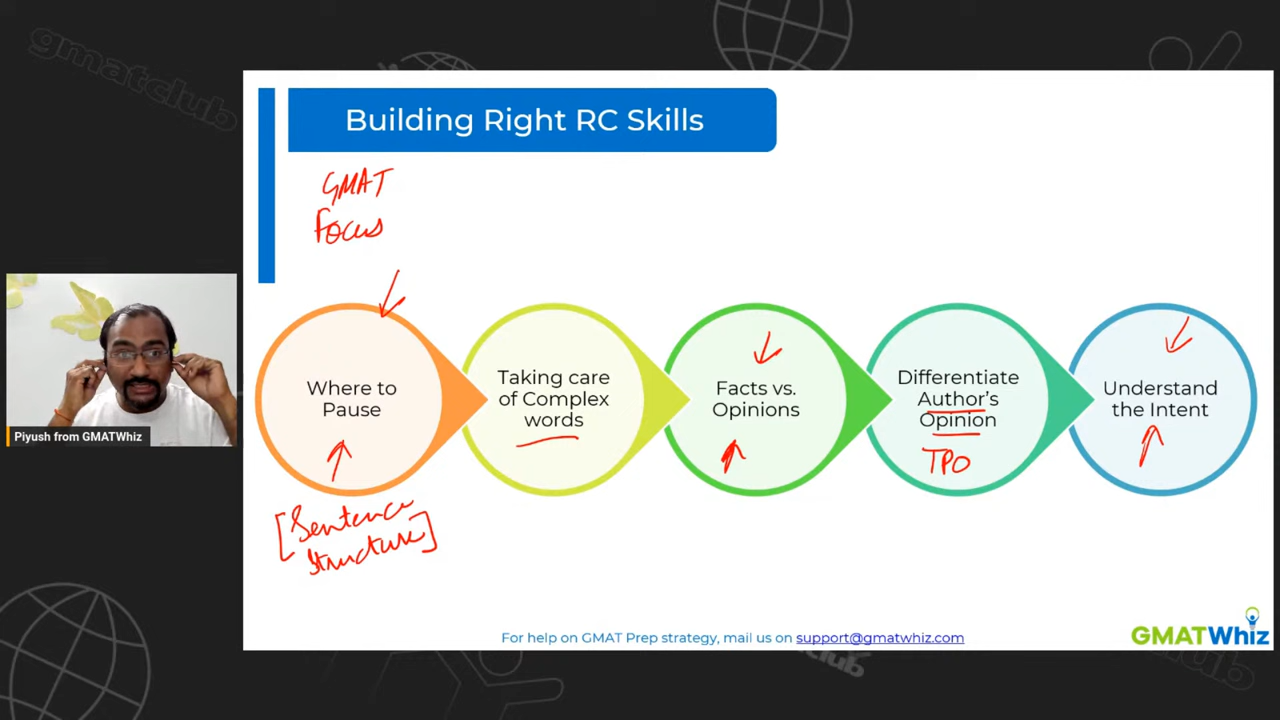 gmatclub
Building Right RC Skills
GMAT
Focus
Where to
Pause
Taking care
of Complex
words
Facts vs.
Opinions
Differentiate
Author's
Opinion
TPO
Understand
the Intent
[Sentence
Structure]
Piyush from GMATWhiz
For help on GMAT Prep strategy, mail us on support@gmatwhiz.com
GMATWhiz